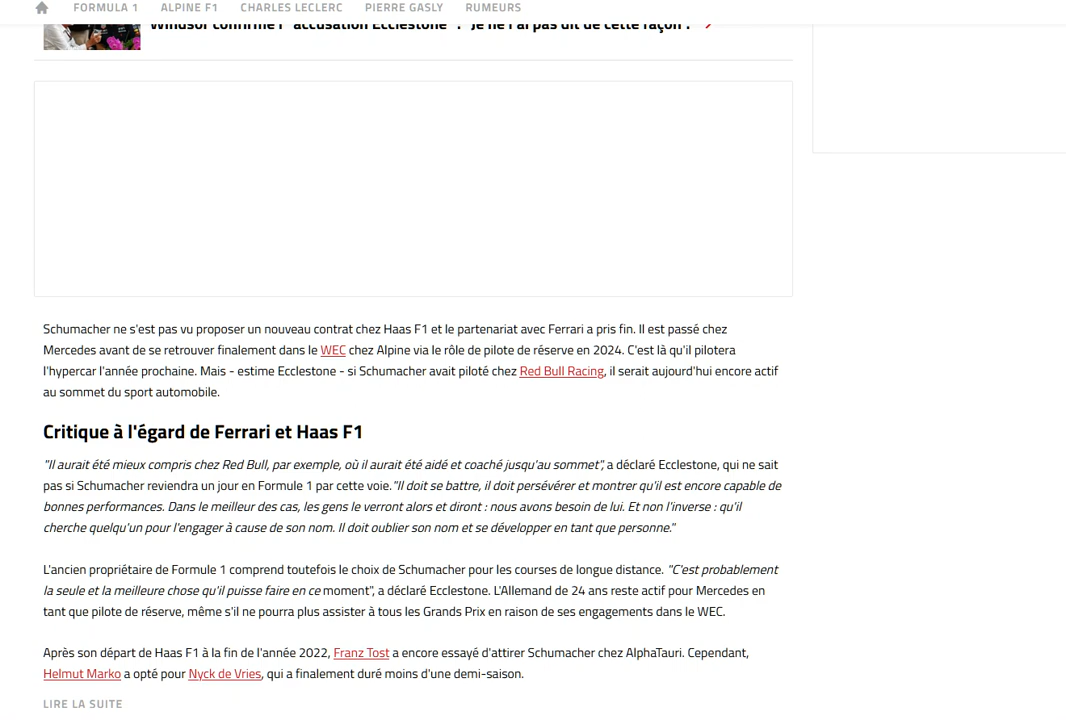 FORMULA 1 ALPINE F1 CHARLES LECLERC PIERRE GASLY RUMEURS
Windsor confirme l' accusation Ecclestone : "Je ne l'ai pas dit de cette façon".
Schumacher ne s'est pas vu proposer un nouveau contrat chez Haas F1 et le partenariat avec Ferrari a pris fin. Il est passé chez
Mercedes avant de se retrouver finalement dans le WEC chez Alpine via le rôle de pilote de réserve en 2024. C'est là qu'il pilotera
l'hypercar l'année prochaine. Mais - estime Ecclestone - si Schumacher avait piloté chez Red Bull Racing, il serait aujourd'hui encore actif
au sommet du sport automobile.
Critique à l'égard de Ferrari et Haas F1
"Il aurait été mieux compris chez Red Bull, par exemple, où il aurait été aidé et coaché jusqu'au sommet", a déclaré Ecclestone, qui ne sait
pas si Schumacher reviendra un jour en Formule 1 par cette voie."Il doit se battre, il doit persévérer et montrer qu'il est encore capable de
bonnes performances. Dans le meilleur des cas, les gens le verront alors et diront : nous avons besoin de lui. Et non l'inverse : qu'il
cherche quelqu'un pour l'engager à cause de son nom. Il doit oublier son nom et se développer en tant que personne."
L'ancien propriétaire de Formule 1 comprend toutefois le choix de Schumacher pour les courses de longue distance. "C'est probablement
la seule et la meilleure chose qu'il puisse faire en ce moment", a déclaré Ecclestone. L'Allemand de 24 ans reste actif pour Mercedes en
tant que pilote de réserve, même s'il ne pourra plus assister à tous les Grands Prix en raison de ses engagements dans le WEC.
Après son départ de Haas F1 à la fin de l'année 2022, Franz Tost a encore essayé d'attirer Schumacher chez AlphaTauri. Cependant,
Helmut Marko a opté pour Nyck de Vries, qui a finalement duré moins d'une demi-saison.
LIRE LA SUITE